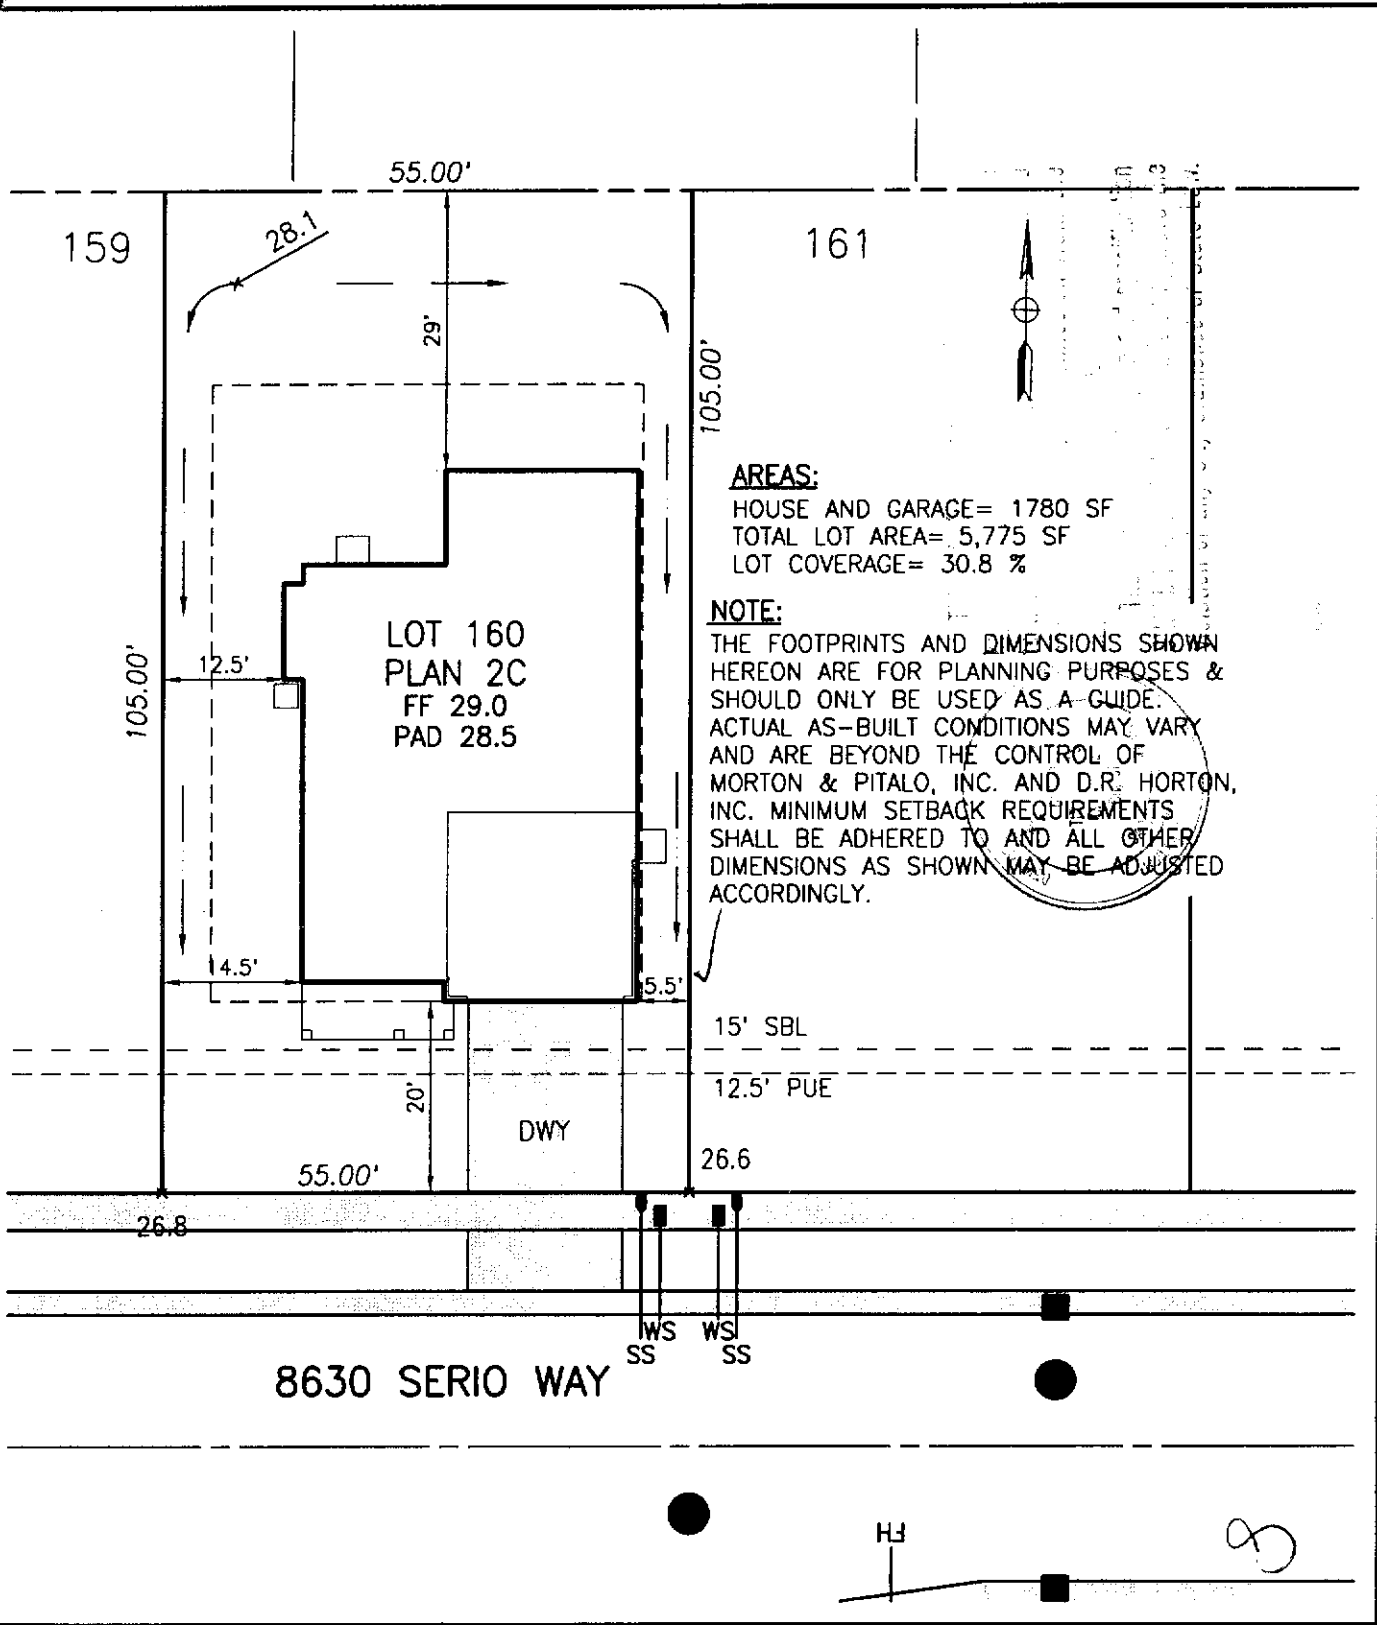 55.00'
159
28.1
161
29'
105.00'
AREAS:
HOUSE AND GARAGE= 1780 SF
TOTAL LOT AREA= 5,775 SF
LOT COVERAGE= 30.8 %
NOTE:
THE FOOTPRINTS AND DIMENSIONS SHOWN
HEREON ARE FOR PLANNING PURPOSES &
SHOULD ONLY BE USED AS A GUIDE.
ACTUAL AS-BUILT CONDITIONS MAY VARY
AND ARE BEYOND THE CONTROL OF
MORTON & PITALO, INC. AND D.R. HORTON,
INC. MINIMUM SETBACK REQUIREMENTS
SHALL BE ADHERED TO AND ALL OTHER
DIMENSIONS AS SHOWN MAY BE ADJUSTED
ACCORDINGLY.
LOT 160
PLAN 2C
FF 29.0
PAD 28.5
12.5'
105.00'
14.5'
5.5'
15' SBL
12.5' PUE
20'
DWY
26.6
55.00'
26.8
WS WS
SS SS
8630 SERIO WAY
FH
8